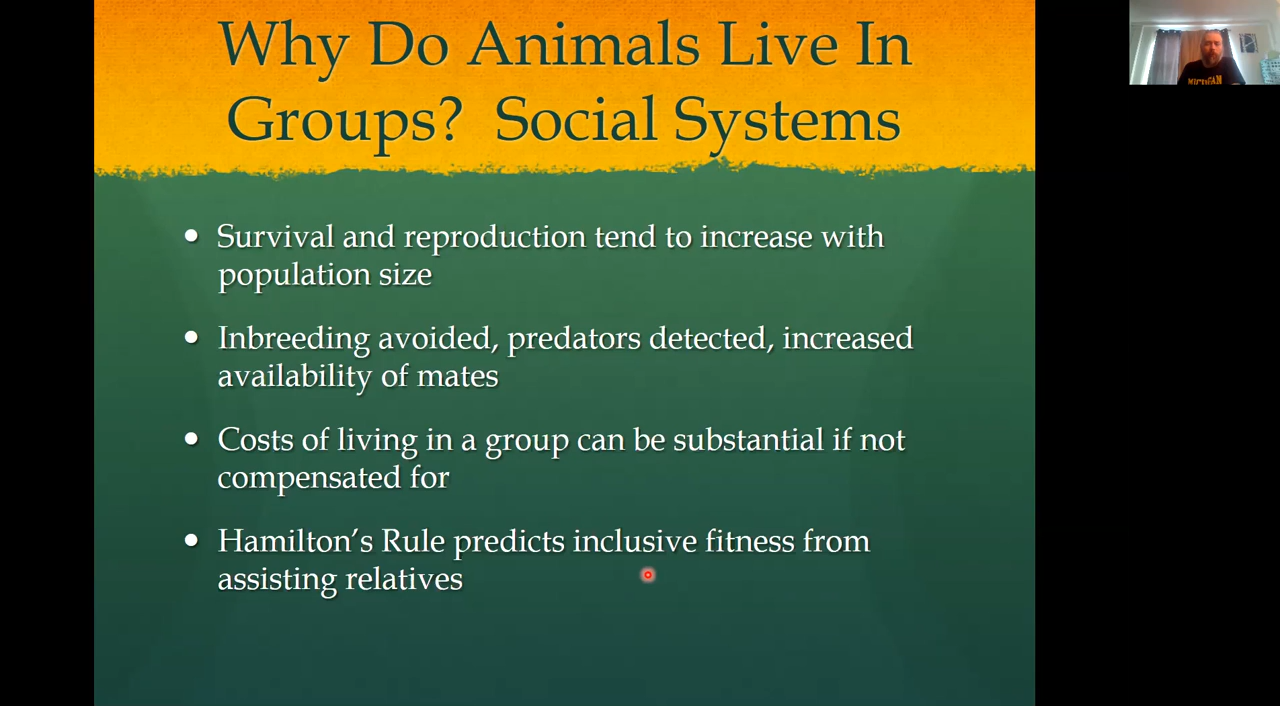 Why Do Animals Live In
Groups?  Social Systems
• Survival and reproduction tend to increase with
population size
• Inbreeding avoided, predators detected, increased
availability of mates
• Costs of living in a group can be substantial if not
compensated for
• Hamilton’s Rule predicts inclusive fitness from
assisting relatives
MICHIGAN